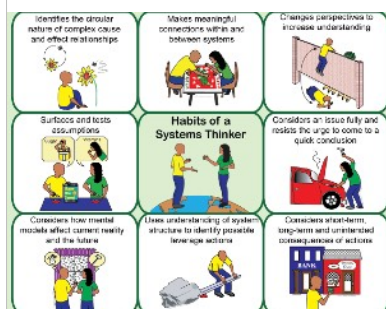 Identifies the circular
nature of complex cause
and effect relationships
Makes meaningful
connections within and
between systems
Changes perspectives to
increase understanding
Surfaces and tests
assumptions
Habits of a
Systems Thinker
Considers an issue fully and
resists the urge to come to a
quick conclusion
Considers how mental
models affect current reality
and the future
Uses understanding of system
structure to identify possible
leverage actions
Considers short-term,
long-term and unintended
consequences of actions
BANK